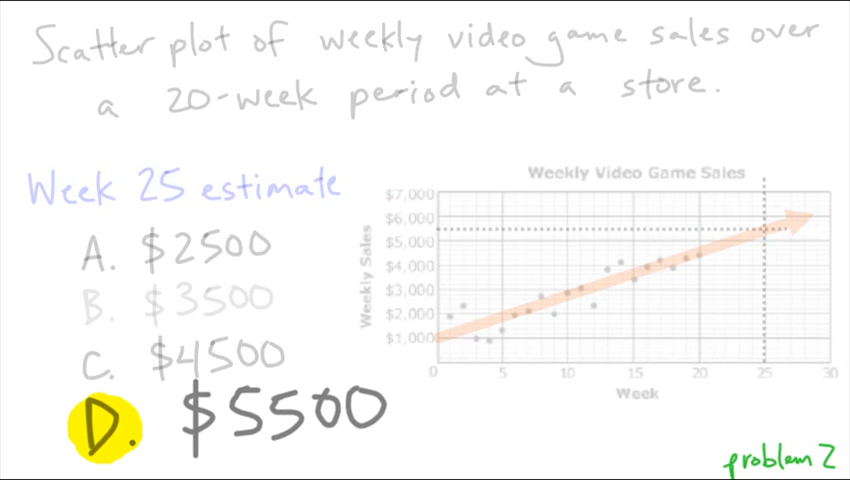 Scatter plot of weekly video game sales over
a 20-week period at a store.
Week 25 estimate
A. $2500
B. $3500
C. $4500
D. $5500
Weekly Video Game Sales
Weekly Sales
$7,000
$6,000
$5,000
$4,000
$3,000
$2,000
$1,000
0 5 10 15 20 25 30
Week
problem 2